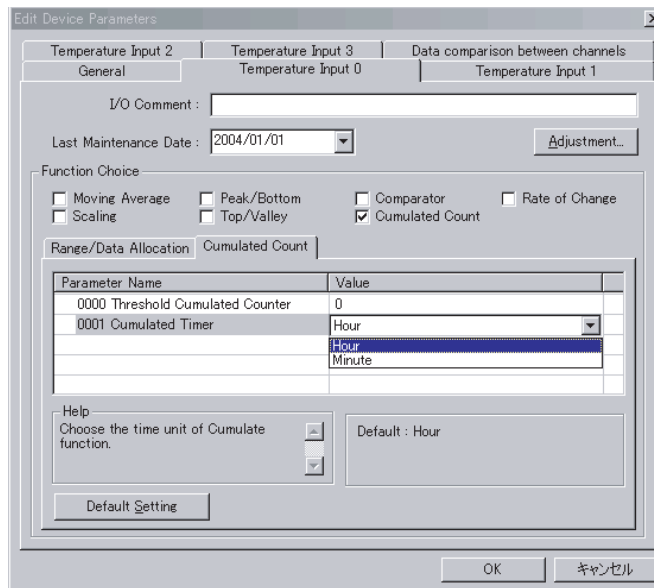 Edit Device Parameters
Temperature Input 2 Temperature Input 3 Data comparison between channels
General Temperature Input 0 Temperature Input 1
I/O Comment :
Last Maintenance Date : 2004/01/01 Adjustment...
Function Choice
Moving Average Peak/Bottom Comparator Rate of Change
Scaling Top/Valley Cumulated Count
Range/Data Allocation Cumulated Count
Parameter Name Value
0000 Threshold Cumulated Counter 0
0001 Cumulated Timer Hour
Hour
Minute
Help
Choose the time unit of Cumulate
function.
Default : Hour
Default Setting
OK キャンセル